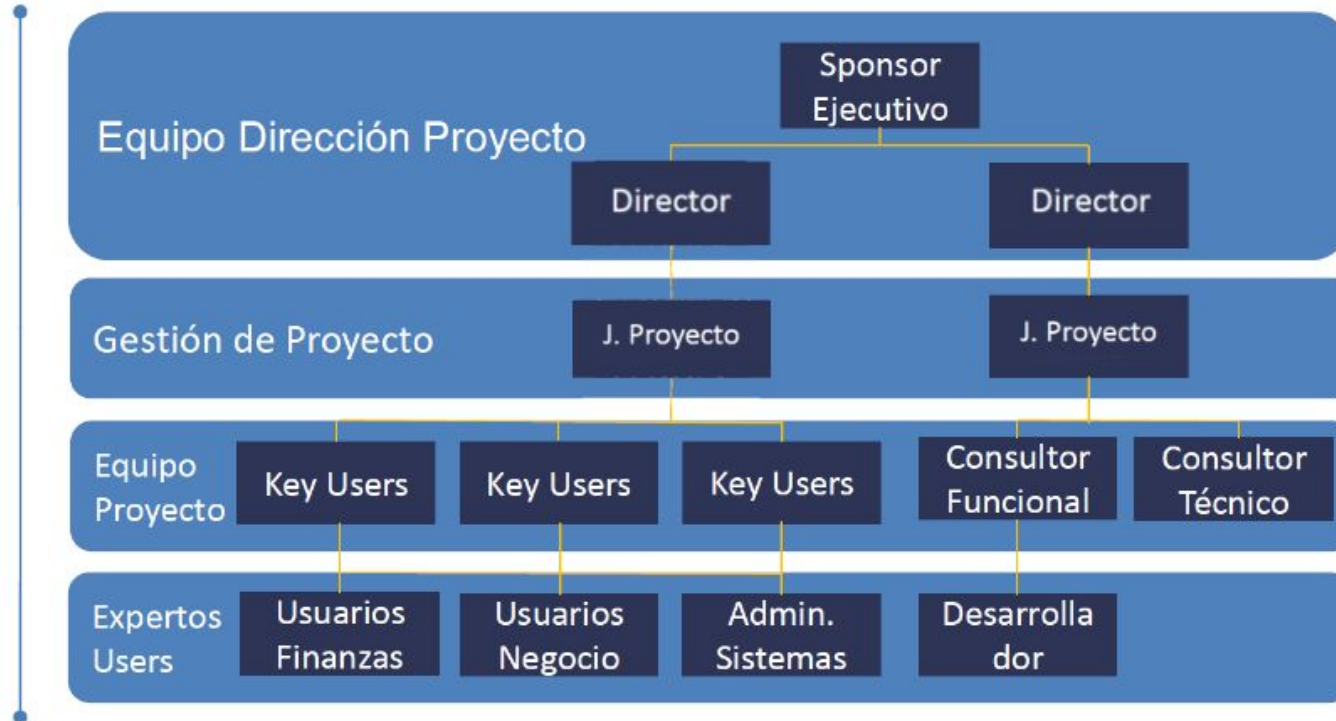 Sponsor
Ejecutivo
Equipo Dirección Proyecto
Director
Director
Gestión de Proyecto
J. Proyecto
J. Proyecto
Equipo
Proyecto
Key Users
Key Users
Key Users
Consultor
Funcional
Consultor
Técnico
Expertos
Users
Usuarios
Finanzas
Usuarios
Negocio
Admin.
Sistemas
Desarrolla
dor